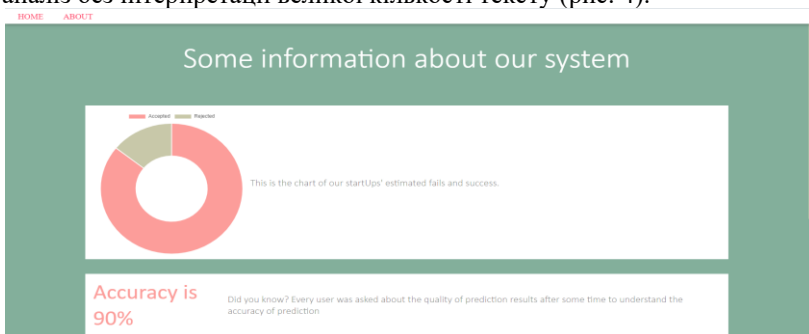 аналіз без інтерпретації великої кількості тексту (рис. 4).
HOME ABOUT
Some information about our system
Accepted Rejected
This is the chart of our startUps' estimated fails and success.
Accuracy is
90%
Did you know? Every user was asked about the quality of prediction results after some time to understand the
accuracy of prediction